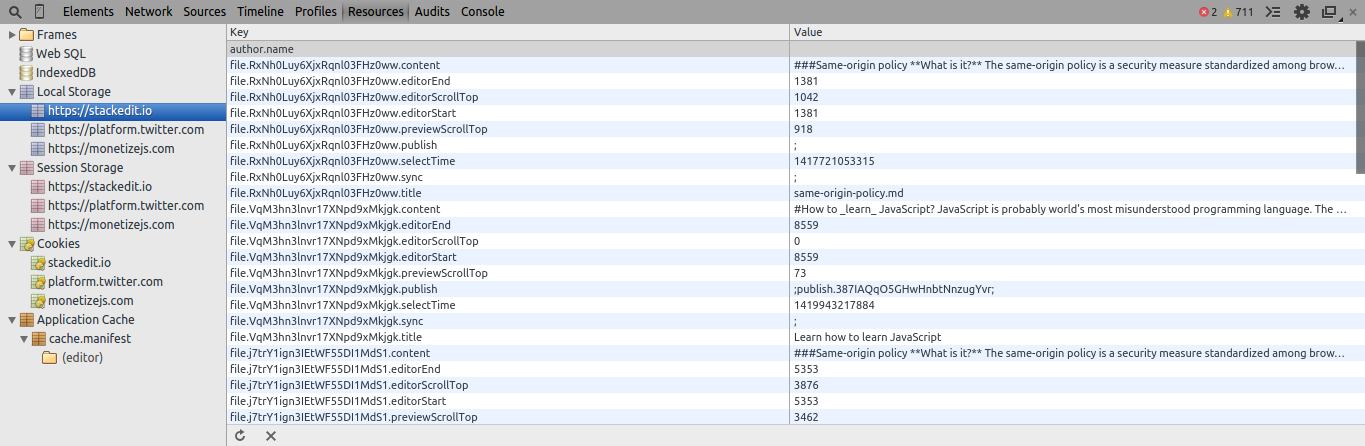 Elements Network Sources Timeline Profiles Resources Audits Console 2 711
Frames
Web SQL
IndexedDB
Local Storage
https://stackedit.io
https://platform.twitter.com
https://monetizejs.com
Session Storage
https://stackedit.io
https://platform.twitter.com
https://monetizejs.com
Cookies
stackedit.io
platform.twitter.com
monetizejs.com
Application Cache
cache.manifest
(editor)
Key Value
author.name
file.RxNh0Luy6XjxRqnl03FHz0ww.content ###Same-origin policy **What is it?** The same-origin policy is a security measure standardized among brow…
file.RxNh0Luy6XjxRqnl03FHz0ww.editorEnd 1381
file.RxNh0Luy6XjxRqnl03FHz0ww.editorScrollTop 1042
file.RxNh0Luy6XjxRqnl03FHz0ww.editorStart 1381
file.RxNh0Luy6XjxRqnl03FHz0ww.previewScrollTop 918
file.RxNh0Luy6XjxRqnl03FHz0ww.publish ;
file.RxNh0Luy6XjxRqnl03FHz0ww.selectTime 1417721053315
file.RxNh0Luy6XjxRqnl03FHz0ww.sync ;
file.RxNh0Luy6XjxRqnl03FHz0ww.title same-origin-policy.md
file.VqM3hn3lnvr17XNpd9xMkjgk.content #How to _learn_ JavaScript? JavaScript is probably world's most misunderstood programming language. The …
file.VqM3hn3lnvr17XNpd9xMkjgk.editorEnd 8559
file.VqM3hn3lnvr17XNpd9xMkjgk.editorScrollTop 0
file.VqM3hn3lnvr17XNpd9xMkjgk.editorStart 8559
file.VqM3hn3lnvr17XNpd9xMkjgk.previewScrollTop 73
file.VqM3hn3lnvr17XNpd9xMkjgk.publish ;publish.387IAQqO5GHwHnbtNnzugYvr;
file.VqM3hn3lnvr17XNpd9xMkjgk.selectTime 1419943217884
file.VqM3hn3lnvr17XNpd9xMkjgk.sync ;
file.VqM3hn3lnvr17XNpd9xMkjgk.title Learn how to learn JavaScript
file.j7trY1ign3IEtWF55DI1MdS1.content ###Same-origin policy **What is it?** The same-origin policy is a security measure standardized among brow…
file.j7trY1ign3IEtWF55DI1MdS1.editorEnd 5353
file.j7trY1ign3IEtWF55DI1MdS1.editorScrollTop 3876
file.j7trY1ign3IEtWF55DI1MdS1.editorStart 5353
file.j7trY1ign3IEtWF55DI1MdS1.previewScrollTop 3462